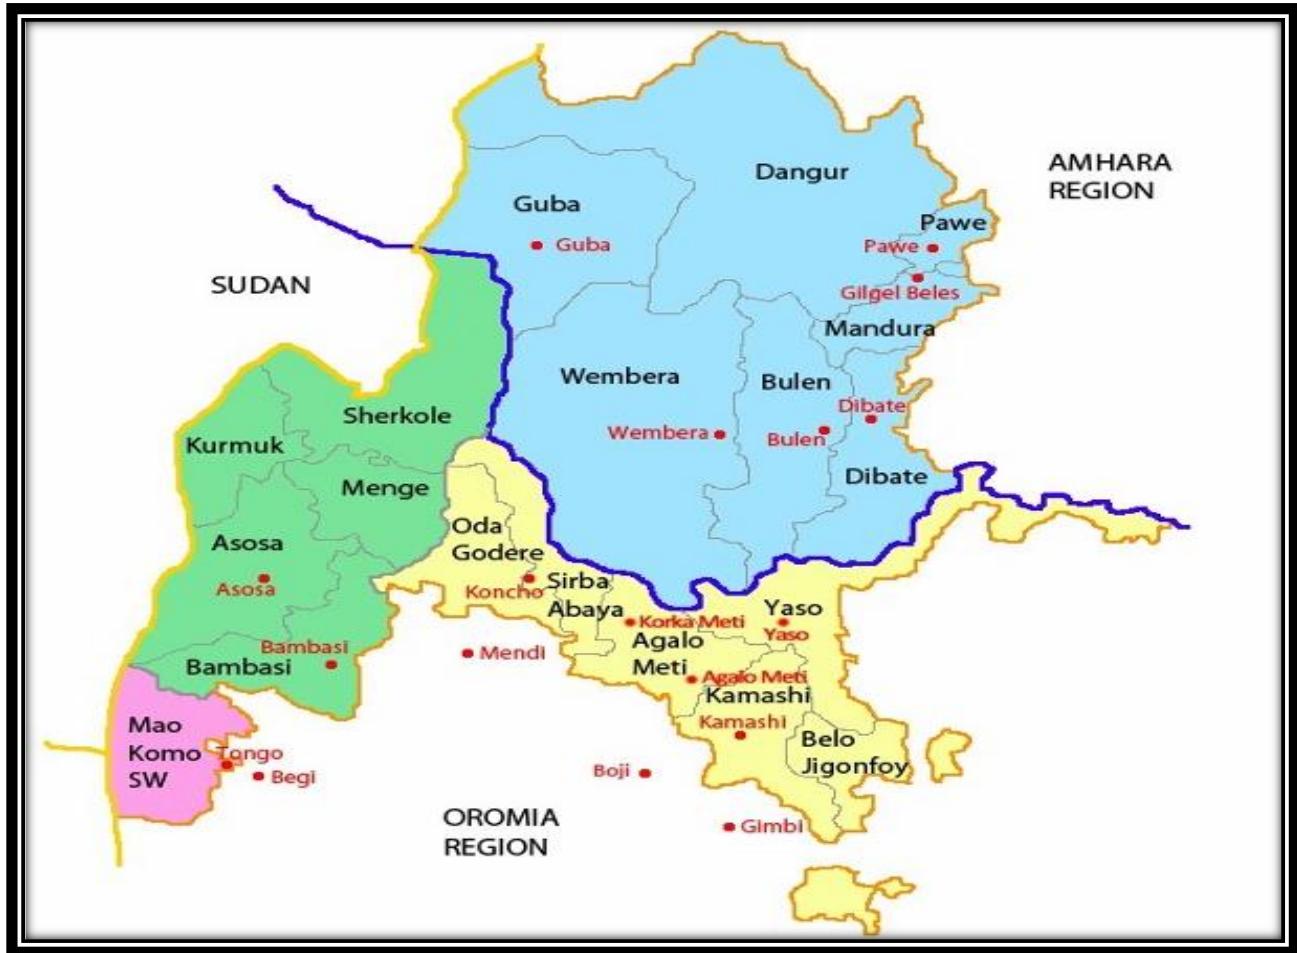 Dangur
AMHARA
REGION
Guba
Pawe
Guba
Pawe
SUDAN
Gilgel Beles
Mandura
Wembera
Bulen
Sherkole
Dibate
Kurmuk
Wembera
Bulen
Menge
Dibate
Oda
Godere
Asosa
Asosa
Koncho
Sirba
Abaya
Korka Meti
Yaso
Yaso
Agalo
Meti
Bambasi
Bambasi
Mendi
Agalo Meti
Kamashi
Kamashi
Mao
Komo
SW
Tongo
Begi
Belo
Jigonfoy
Boji
OROMIA
REGION
Gimbi